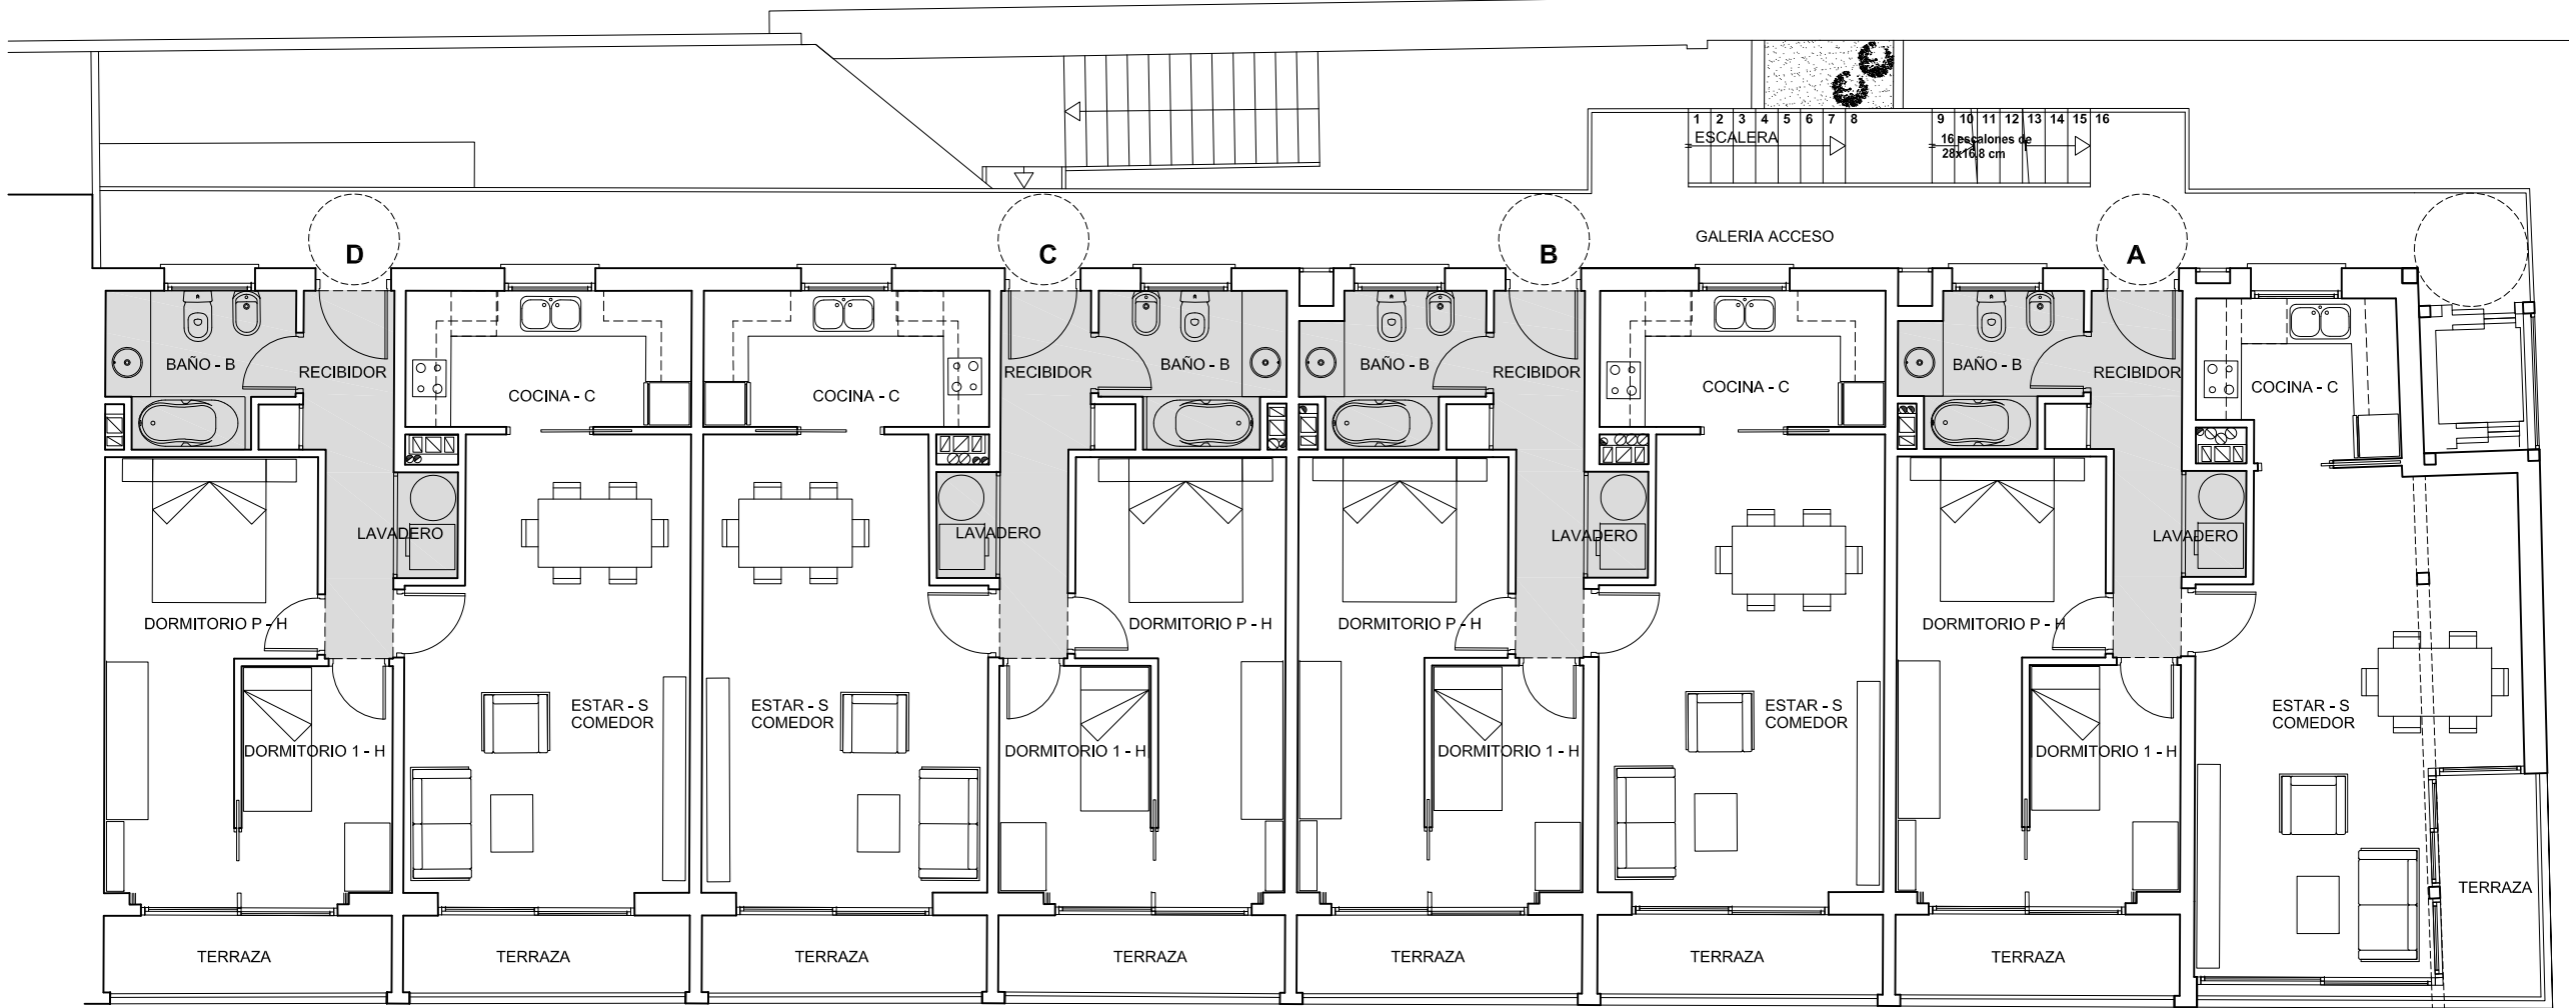 1 2 3 4 5 6 7 8 9 10 11 12 13 14 15 16
ESCALERA
16 escalones de
28x16,8 cm
GALERIA ACCESO
D
C
B
A
BAÑO - B
RECIBIDOR
COCINA - C
COCINA - C
RECIBIDOR
BAÑO - B
BAÑO - B
RECIBIDOR
COCINA - C
BAÑO - B
RECIBIDOR
COCINA - C
LAVADERO
LAVADERO
LAVADERO
LAVADERO
DORMITORIO P - H
DORMITORIO P - H
DORMITORIO P - H
DORMITORIO P - H
ESTAR - S
COMEDOR
ESTAR - S
COMEDOR
ESTAR - S
COMEDOR
ESTAR - S
COMEDOR
DORMITORIO 1 - H
DORMITORIO 1 - H
DORMITORIO 1 - H
DORMITORIO 1 - H
TERRAZA
TERRAZA
TERRAZA
TERRAZA
TERRAZA
TERRAZA
TERRAZA
TERRAZA